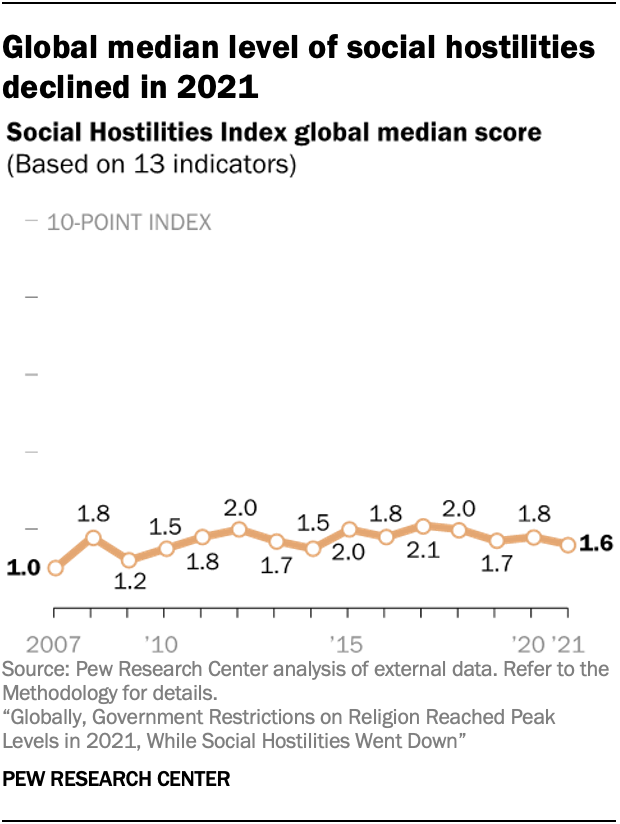 Global median level of social hostilities
declined in 2021
Social Hostilities Index global median score
(Based on 13 indicators)
10-POINT INDEX
1.0
1.8
1.2
1.5
1.8
2.0
1.7
1.5
2.0
1.8
2.1
2.0
1.7
1.8
1.6
2007 ’10 ’15 ’20 ’21
Source: Pew Research Center analysis of external data. Refer to the
Methodology for details.
“Globally, Government Restrictions on Religion Reached Peak
Levels in 2021, While Social Hostilities Went Down”
PEW RESEARCH CENTER